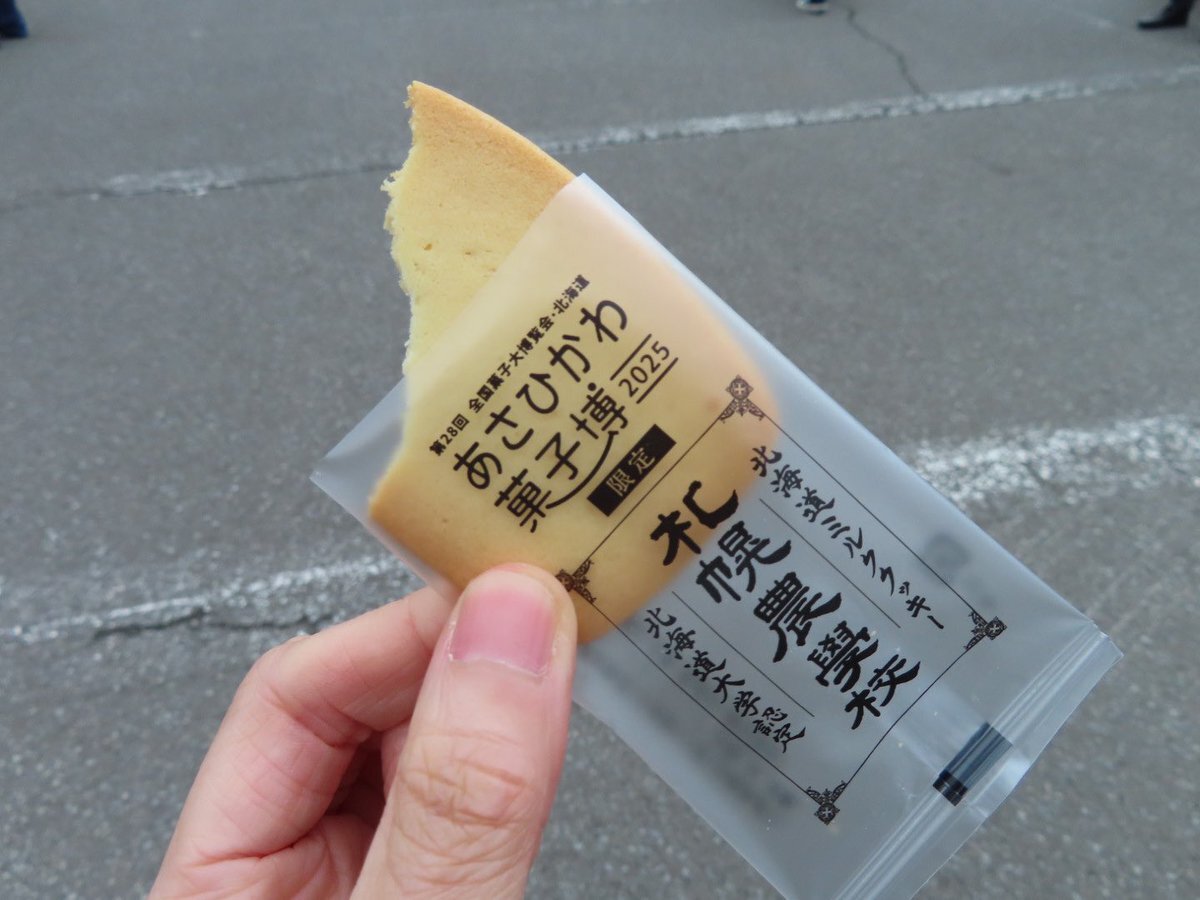 第28回 全国菓子大博覧会・北海道
あさひかわ
菓子博 2025
限定
北海道ミルククッキー
札幌農學校
北海道大学認定